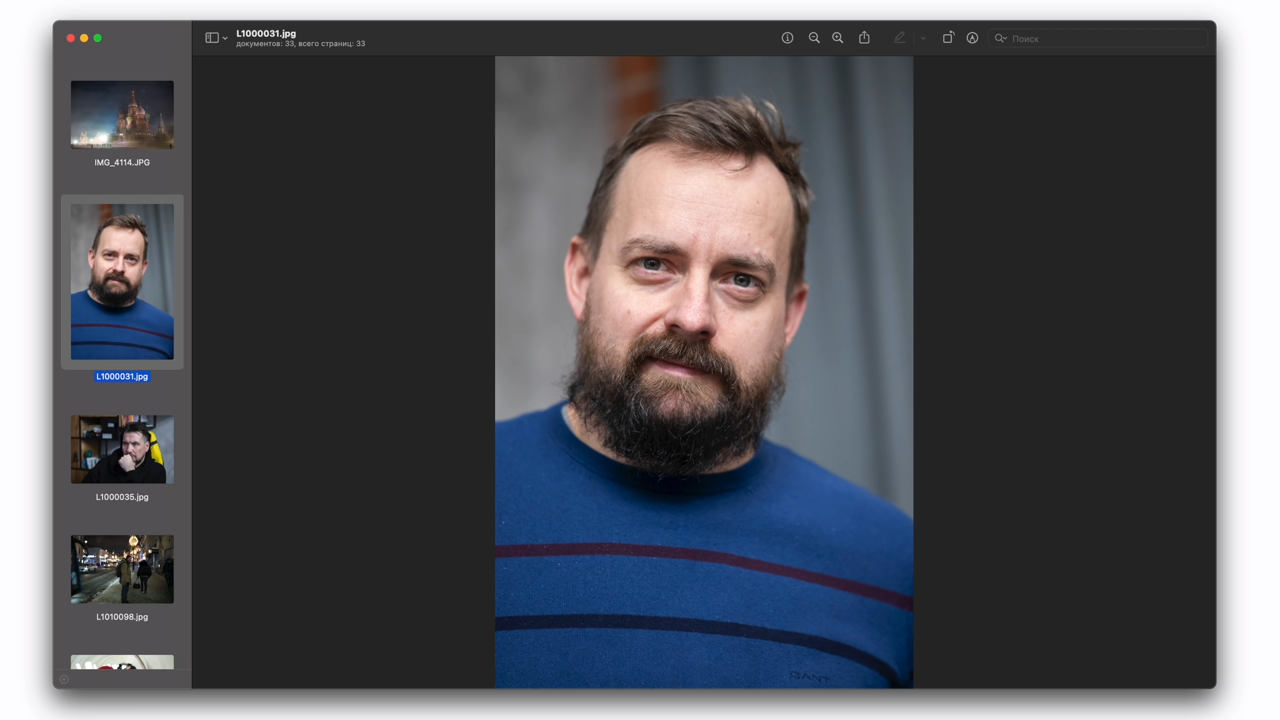 L1000031.jpg
документов: 33, всего страниц: 33
Поиск
IMG_4114.JPG
L1000031.jpg
L1000035.jpg
L1010098.jpg
GANT